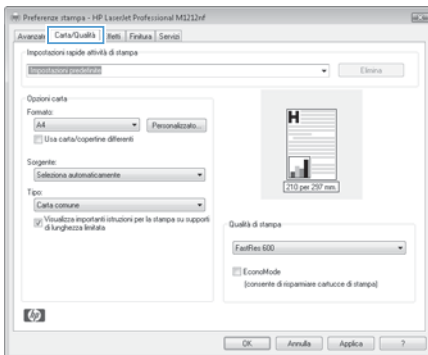 Preferenze stampa - HP LaserJet Professional M1212nf
Avanzate Carta/Qualità Effetti Finitura Servizi
Impostazioni rapide attività di stampa
Impostazioni predefinite
Elimina
Opzioni carta
Formato:
A4
Personalizzato...
Usa carta/copertine differenti
Sorgente:
Seleziona automaticamente
Tipo:
Carta comune
Visualizza importanti istruzioni per la stampa su supporti
di lunghezza limitata
H
210 per 297 mm.
Qualità di stampa
FastRes 600
EconoMode
(consente di risparmiare cartucce di stampa)
hp
OK
Annulla
Applica
?